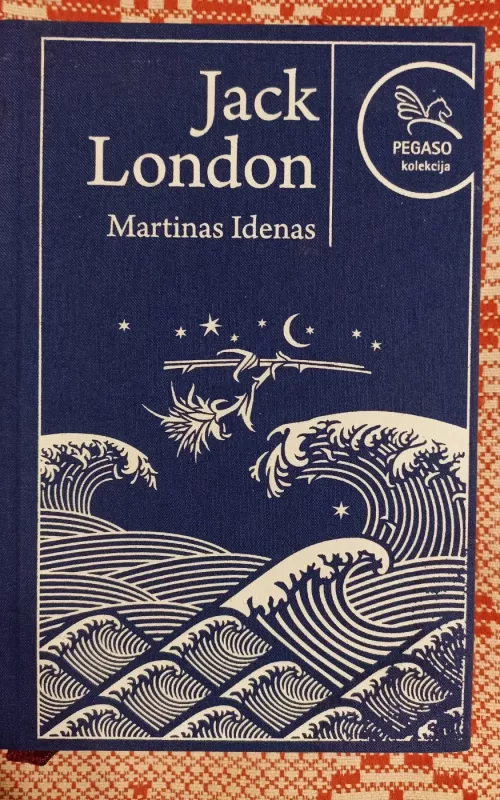 Jack
London
Martinas Idenas
PEGASO
kolekcija